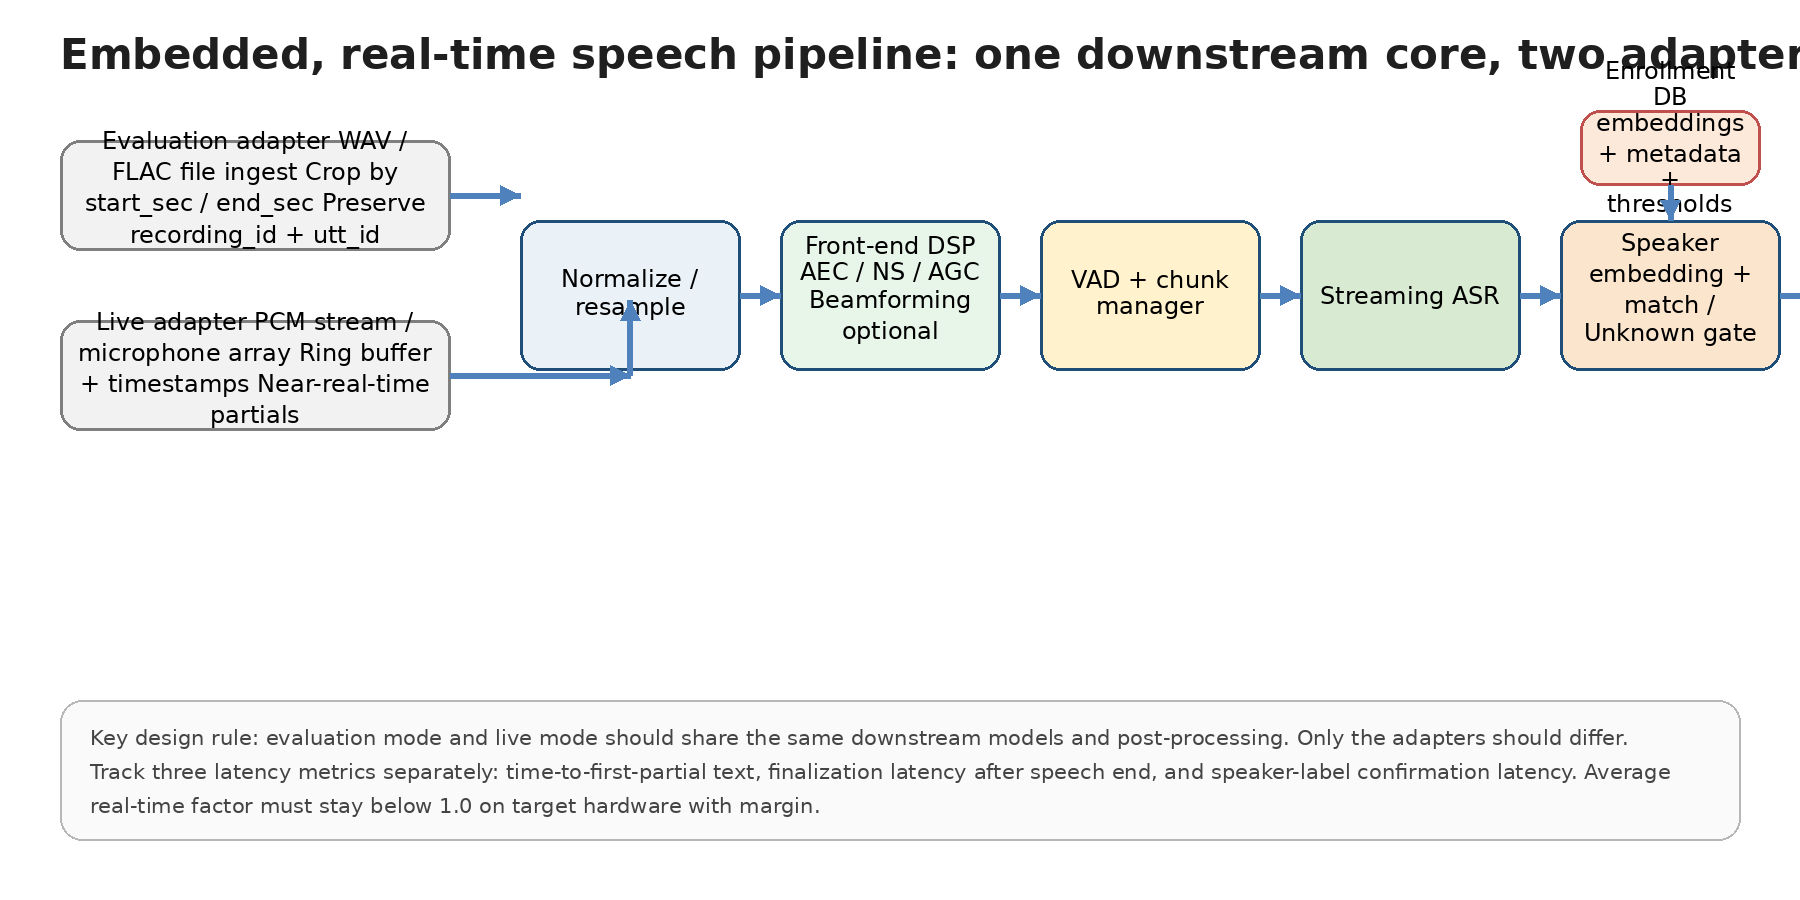 Embedded, real-time speech pipeline: one downstream core, two adapter
Enrollment
DB
embeddings
+ metadata
+
thresholds
Evaluation adapter WAV /
FLAC file ingest Crop by
start_sec / end_sec Preserve
recording_id + utt_id
Live adapter PCM stream /
microphone array Ring buffer
+ timestamps Near-real-time
partials
Normalize /
resample
Front-end DSP
AEC / NS / AGC
Beamforming
optional
VAD + chunk
manager
Streaming ASR
Speaker
embedding +
match /
Unknown gate
Key design rule: evaluation mode and live mode should share the same downstream models and post-processing. Only the adapters should differ.
Track three latency metrics separately: time-to-first-partial text, finalization latency after speech end, and speaker-label confirmation latency. Average
real-time factor must stay below 1.0 on target hardware with margin.